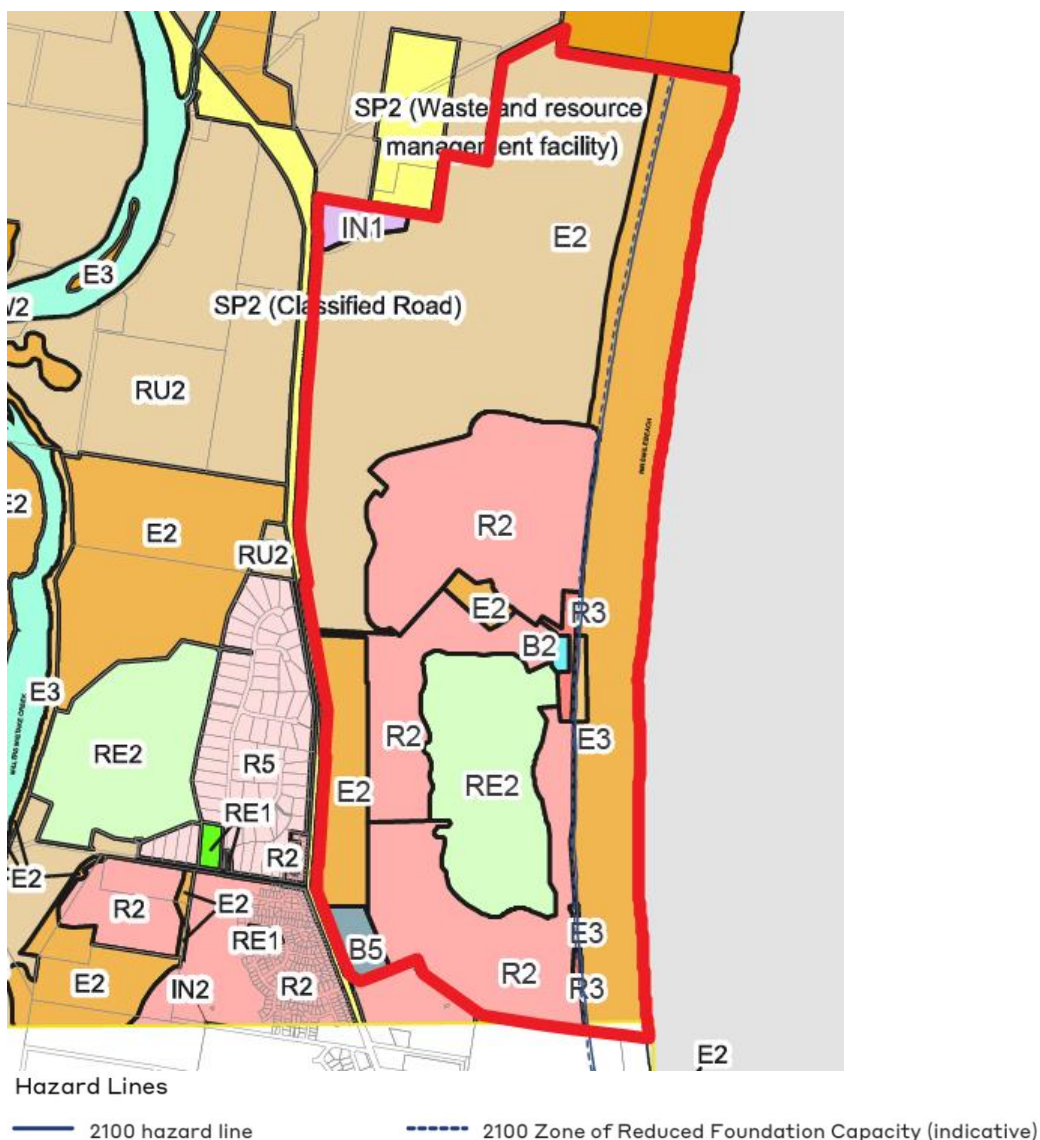 SP2 (Waste and resource
management facility)
IN1
E2
E3
SP2 (Classified Road)
RU2
E2
E2
RU2
R2
E2
R3
B2
E3
RE2
R5
E2
R2
RE2
E3
RE1
R2
E2
R2
E2
RE1
B5
E3
E2
IN2
R2
R2
R3
E2
Hazard Lines
2100 hazard line
2100 Zone of Reduced Foundation Capacity (indicative)